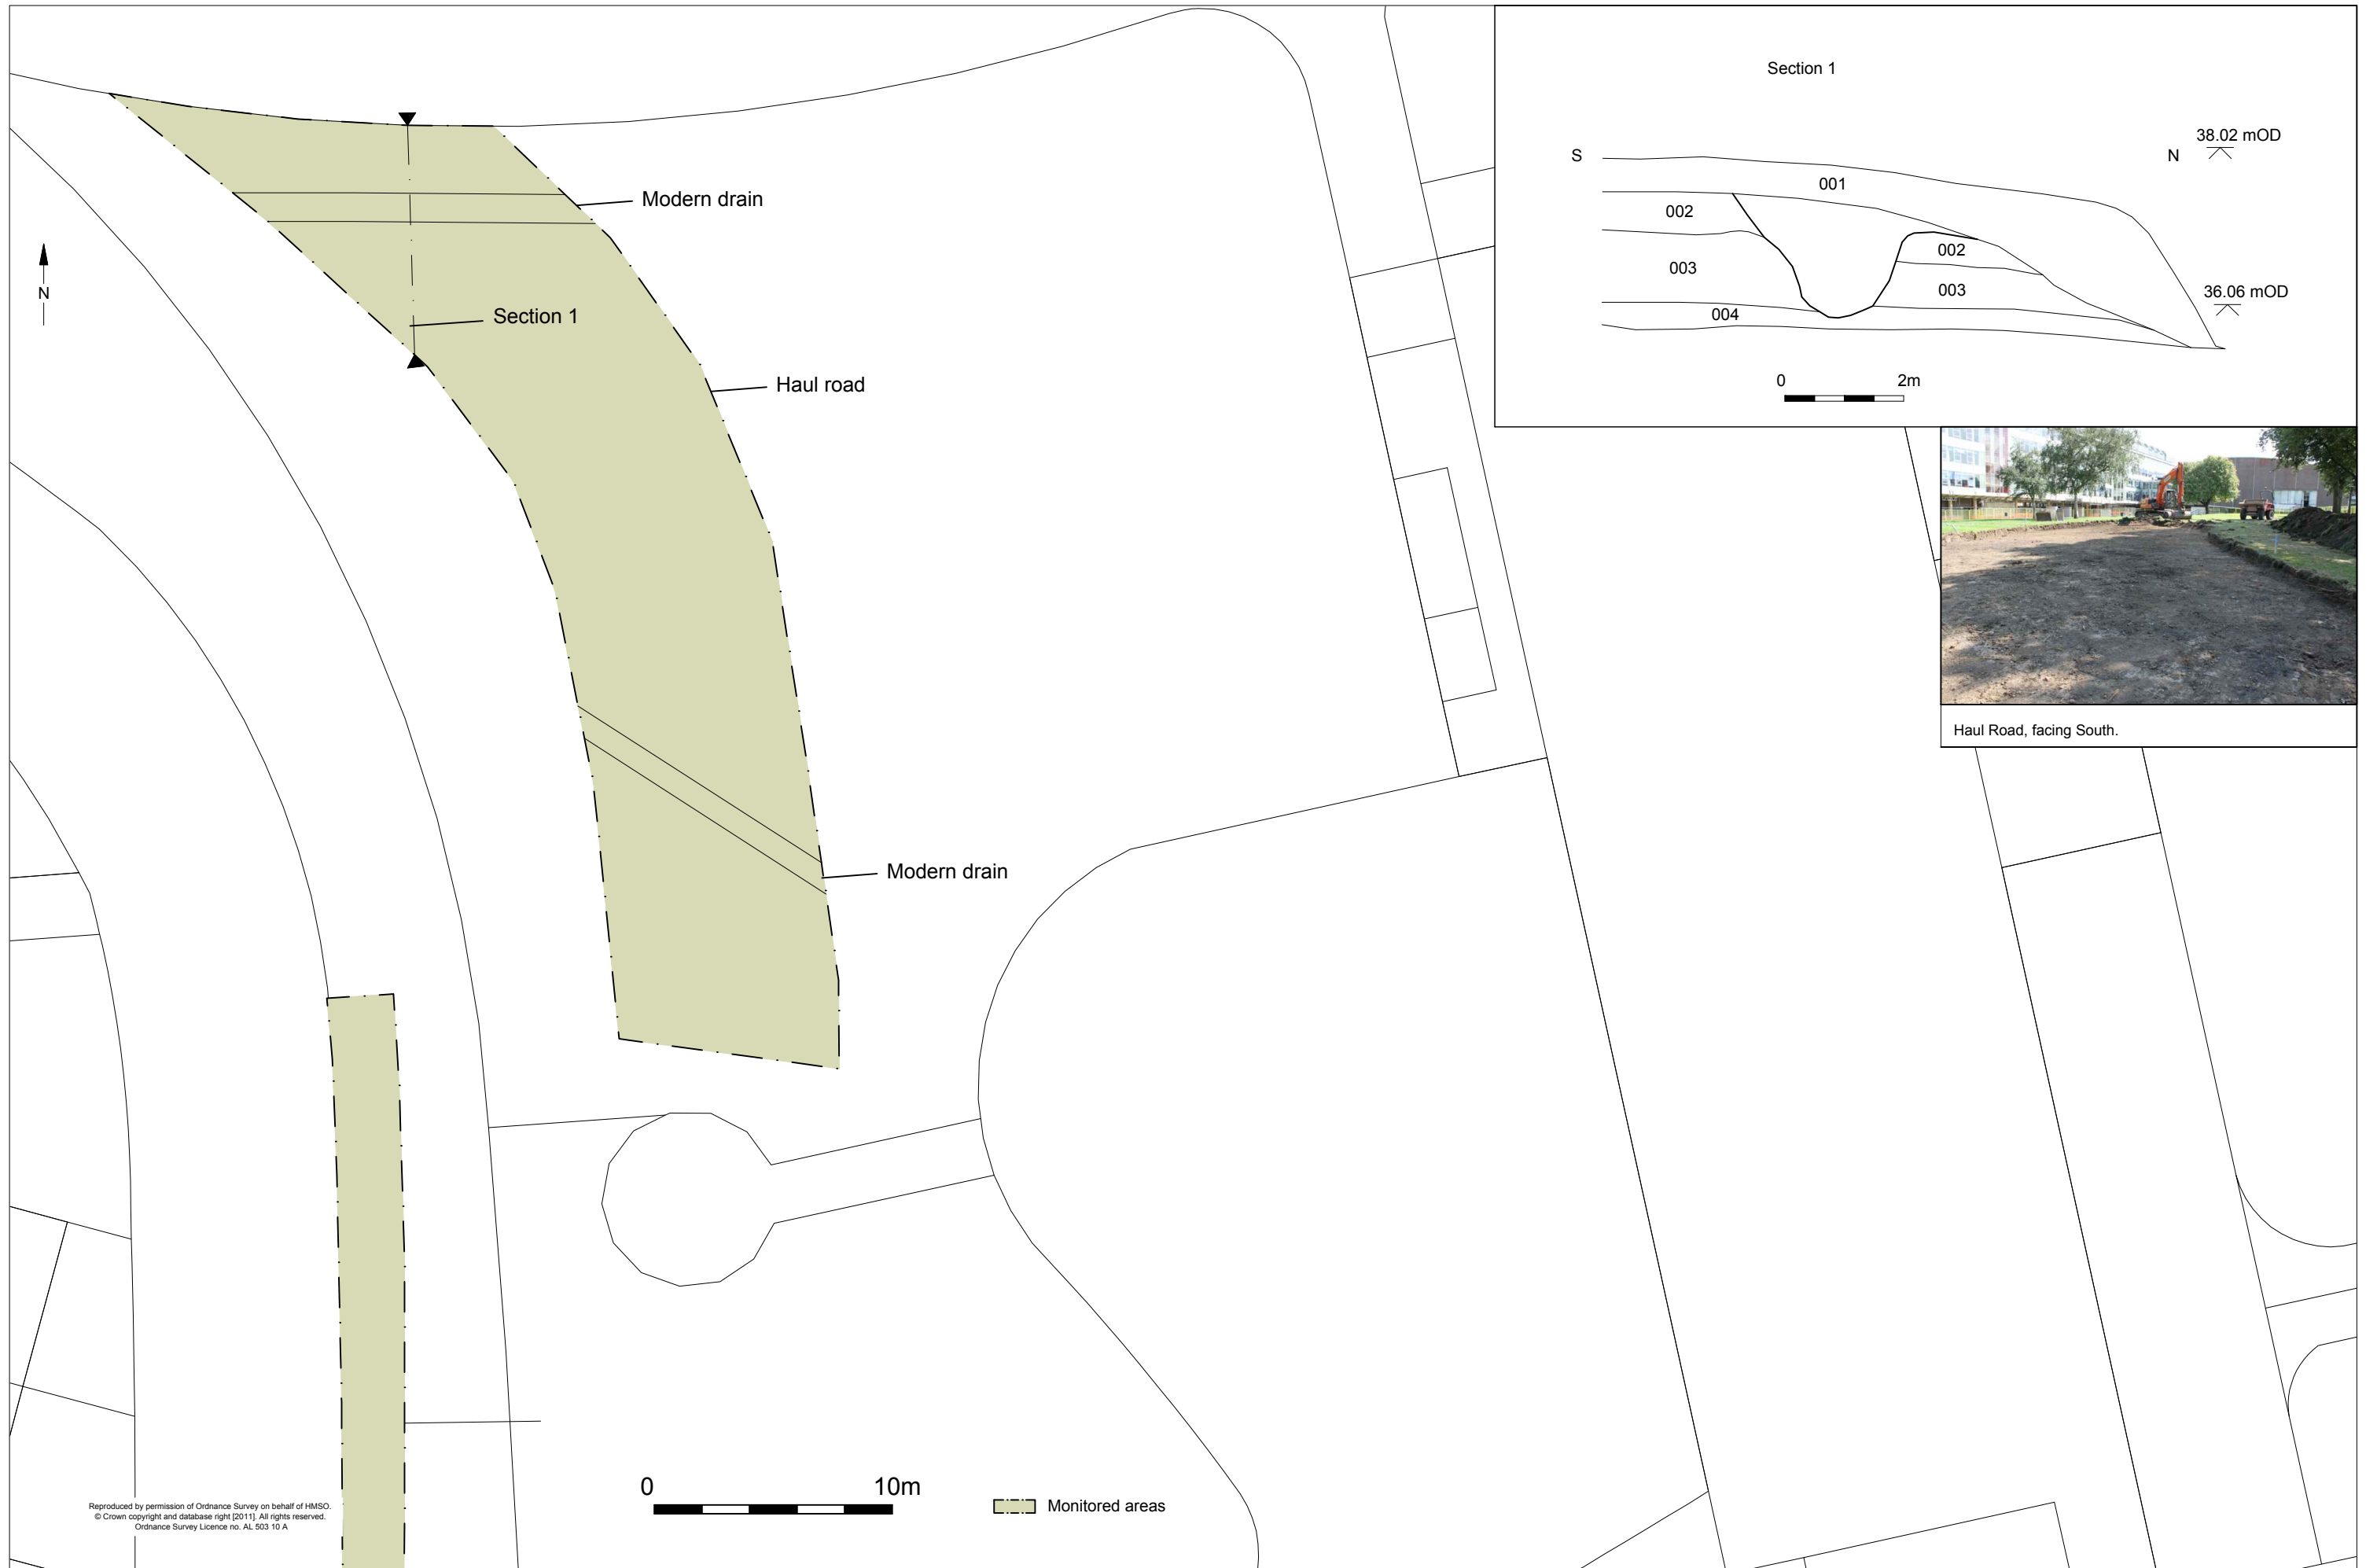 Section 1
38.02 mOD
S
N
001
002
002
003
003
36.06 mOD
004
0 2m
Modern drain
N
Section 1
Haul road
Haul Road, facing South.
Modern drain
0 10m
Monitored areas
Reproduced by permission of Ordnance Survey on behalf of HMSO.
© Crown copyright and database right [2011]. All rights reserved.
Ordnance Survey Licence no. AL 503 10 A